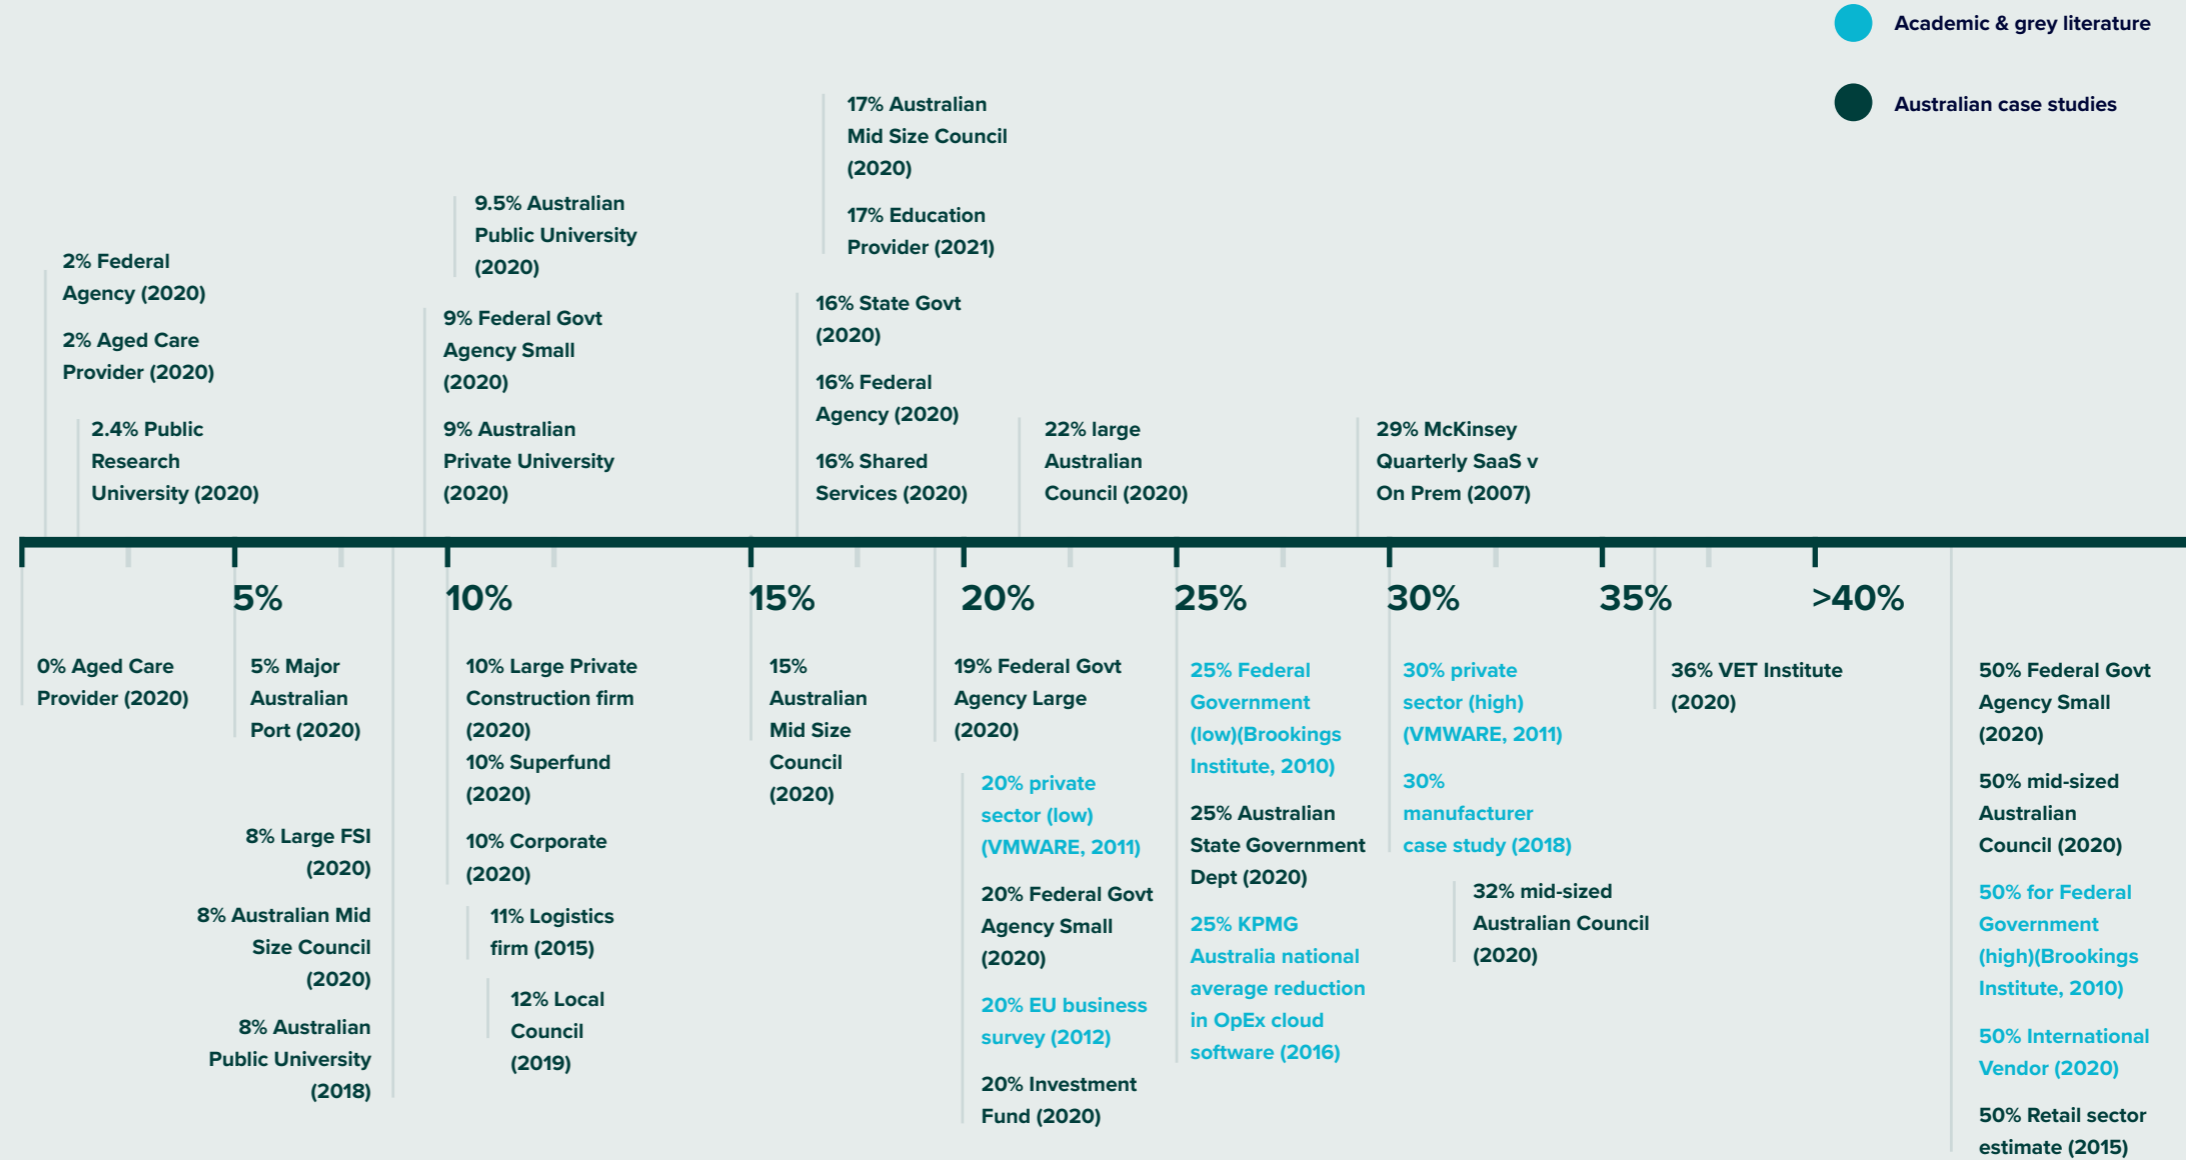 Academic & grey literature
Australian case studies
17% Australian
Mid Size Council
(2020)
17% Education
Provider (2021)
9.5% Australian
Public University
(2020)
2% Federal
Agency (2020)
2% Aged Care
Provider (2020)
2.4% Public
Research
University (2020)
9% Federal Govt
Agency Small
(2020)
9% Australian
Private University
(2020)
16% State Govt
(2020)
16% Federal
Agency (2020)
16% Shared
Services (2020)
22% large
Australian
Council (2020)
29% McKinsey
Quarterly SaaS v
On Prem (2007)
5%
10%
15%
20%
25%
30%
35%
>40%
0% Aged Care
Provider (2020)
5% Major
Australian
Port (2020)
8% Large FSI
(2020)
8% Australian Mid
Size Council
(2020)
8% Australian
Public University
(2018)
10% Large Private
Construction firm
(2020)
10% Superfund
(2020)
10% Corporate
(2020)
11% Logistics
firm (2015)
12% Local
Council
(2019)
15%
Australian
Mid Size
Council
(2020)
19% Federal Govt
Agency Large
(2020)
20% private
sector (low)
(VMWARE, 2011)
20% Federal Govt
Agency Small
(2020)
20% EU business
survey (2012)
20% Investment
Fund (2020)
25% Federal
Government
(low)(Brookings
Institute, 2010)
25% Australian
State Government
Dept (2020)
25% KPMG
Australia national
average reduction
in OpEx cloud
software (2016)
30% private
sector (high)
(VMWARE, 2011)
30%
manufacturer
case study (2018)
32% mid-sized
Australian Council
(2020)
36% VET Institute
(2020)
50% Federal Govt
Agency Small
(2020)
50% mid-sized
Australian
Council (2020)
50% for Federal
Government
(high)(Brookings
Institute, 2010)
50% International
Vendor (2020)
50% Retail sector
estimate (2015)